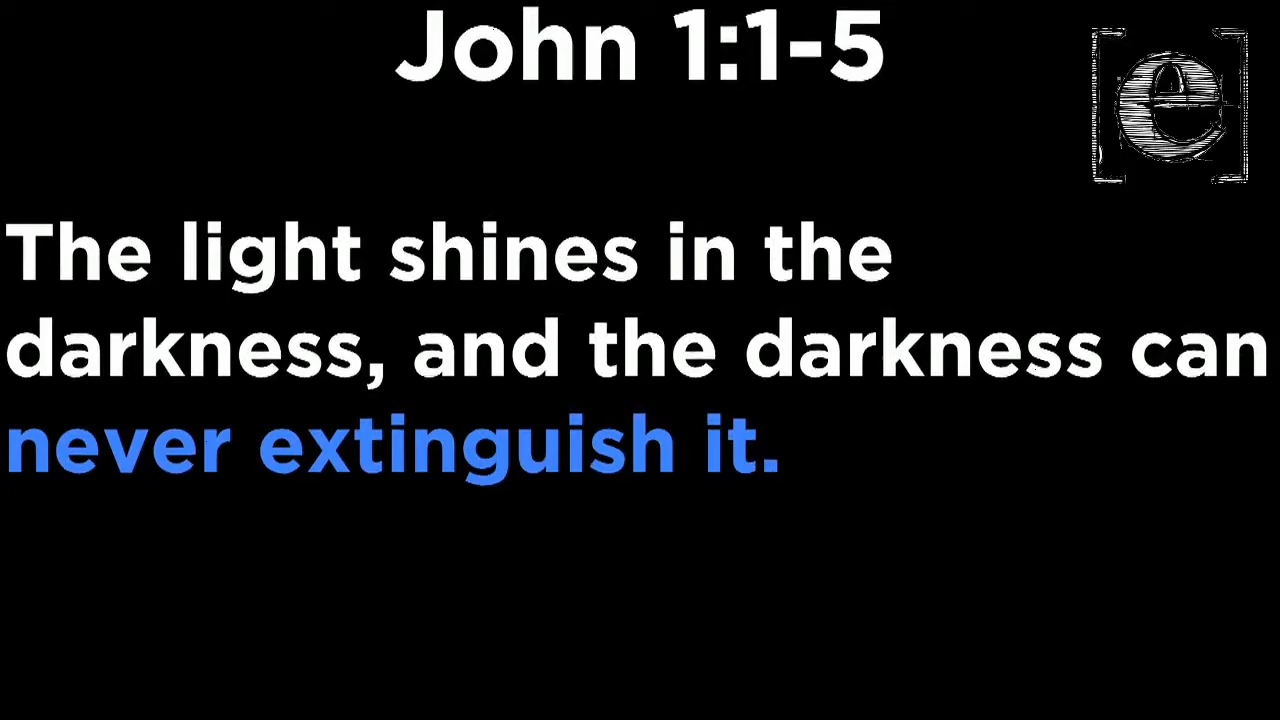 John 1:1-5
[e]
The light shines in the
darkness, and the darkness can
never extinguish it.